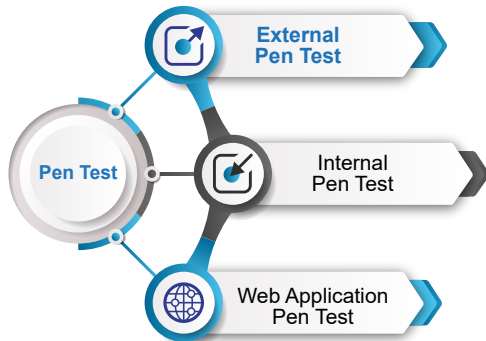 External
Pen Test
Pen Test
Internal
Pen Test
Web Application
Pen Test